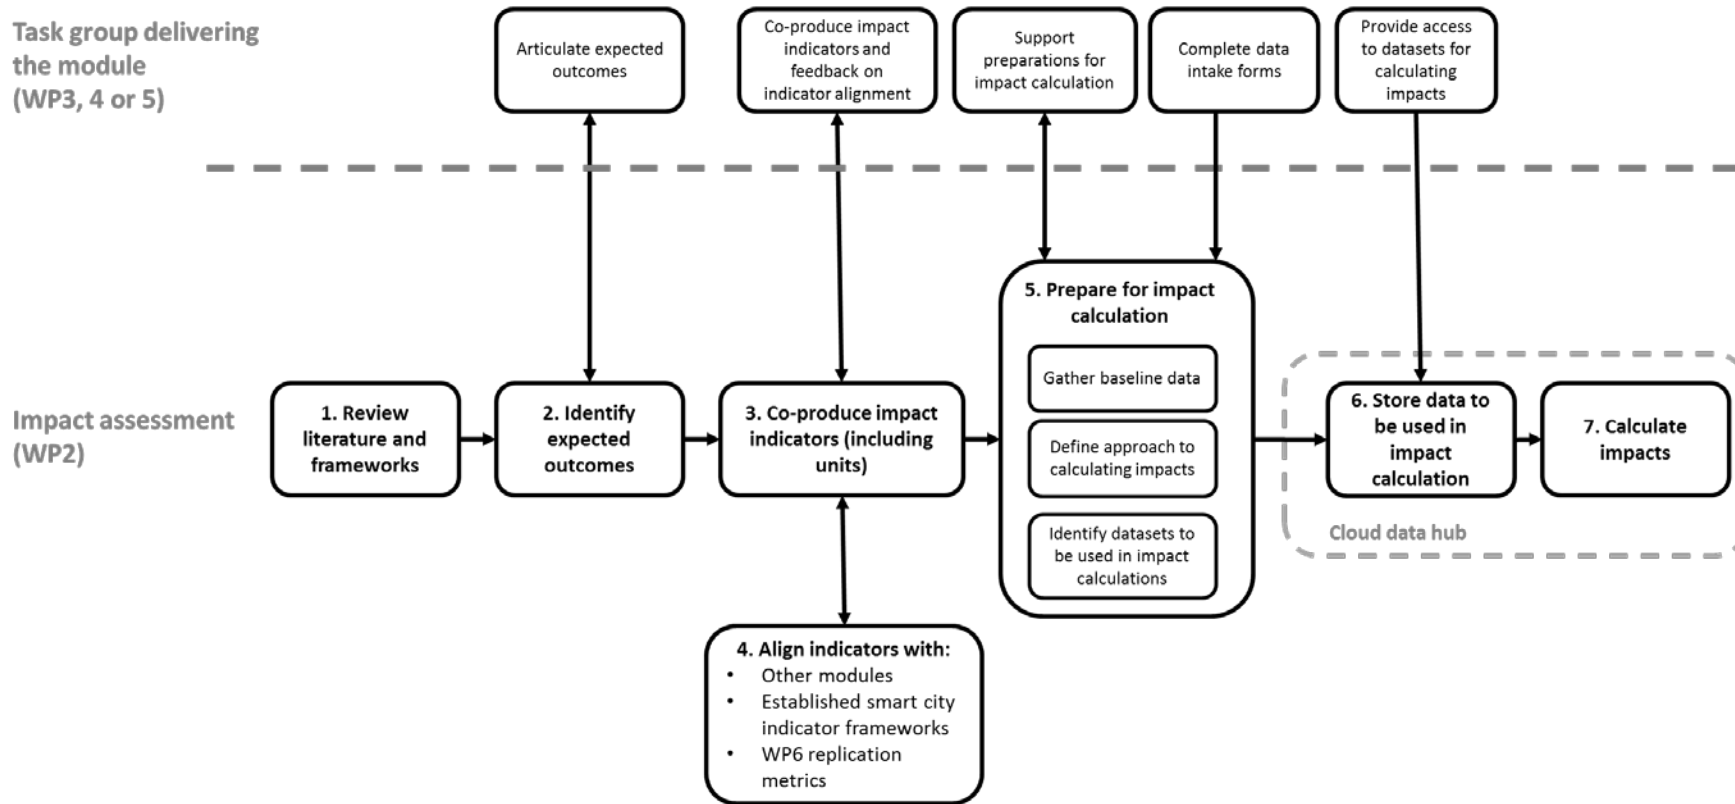 Task group delivering
the module
(WP3, 4 or 5)
Articulate expected
outcomes
Co-produce impact
indicators and
feedback on
indicator alignment
Support
preparations for
impact calculation
Complete data
intake forms
Provide access
to datasets for
calculating
impacts
Impact assessment
(WP2)
1. Review
literature and
frameworks
2. Identify
expected
outcomes
3. Co-produce impact
indicators (including
units)
4. Align indicators with:
• Other modules
• Established smart city
indicator frameworks
• WP6 replication
metrics
5. Prepare for impact
calculation
Gather baseline data
Define approach to
calculating impacts
Identify datasets to
be used in impact
calculations
6. Store data to
be used in
impact
calculation
7. Calculate
impacts
Cloud data hub